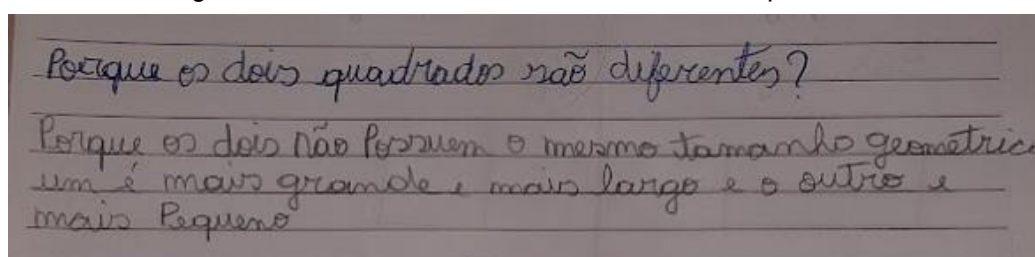 Porque os dois quadrados são diferentes?
Porque os dois não Possuem o mesmo tamanho geometric
um é mais grande e mais largo e o outro e
mais Pequeno